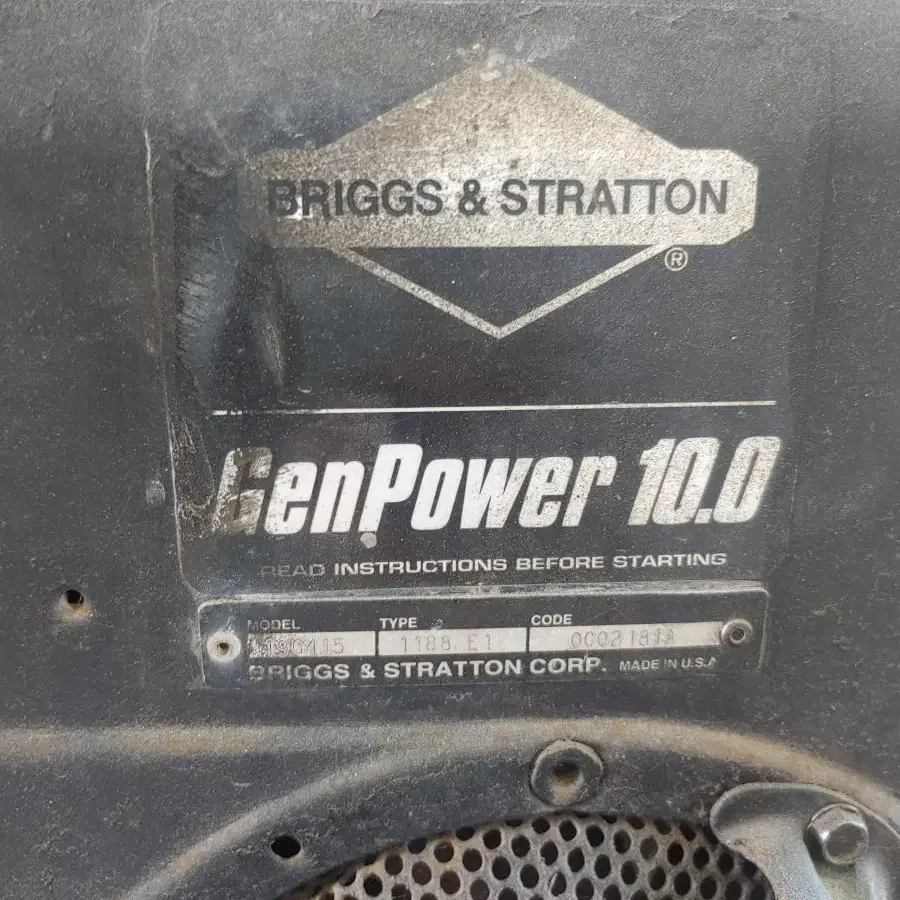 BRIGGS & STRATTON
®
GenPower 10.0
READ INSTRUCTIONS BEFORE STARTING
MODEL TYPE CODE
1188 E1 0002181A
BRIGGS & STRATTON CORP. MADE IN U.S.A